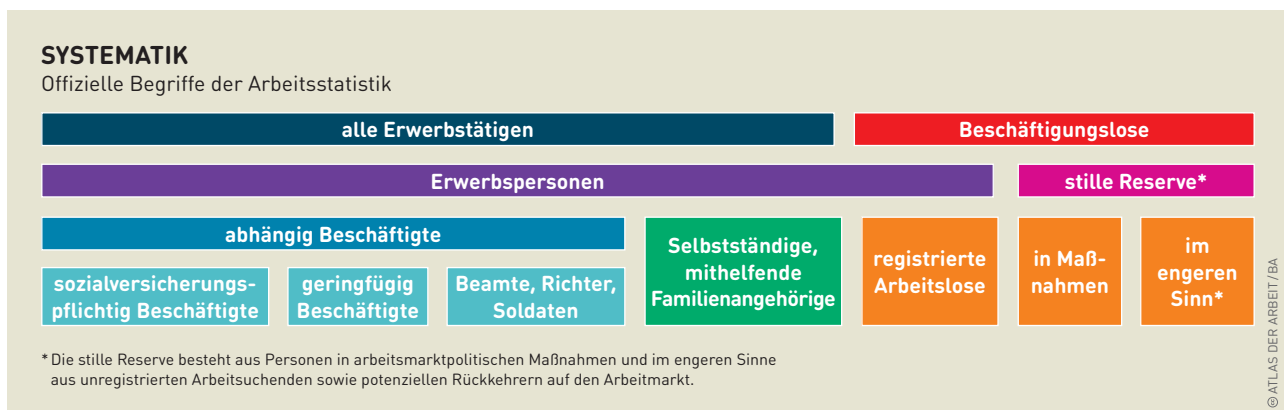 SYSTEMATIK
Offizielle Begriffe der Arbeitsstatistik
alle Erwerbstätigen
Beschäftigungslose
Erwerbspersonen
stille Reserve*
abhängig Beschäftigte
sozialversicherungs-
pflichtig Beschäftigte
geringfügig
Beschäftigte
Beamte, Richter,
Soldaten
Selbstständige,
mithelfende
Familienangehörige
registrierte
Arbeitslose
in Maß-
nahmen
im
engeren
Sinn*
* Die stille Reserve besteht aus Personen in arbeitsmarktpolitischen Maßnahmen und im engeren Sinne
aus unregistrierten Arbeitsuchenden sowie potenziellen Rückkehrern auf den Arbeitmarkt.
© ATLAS DER ARBEIT / BA